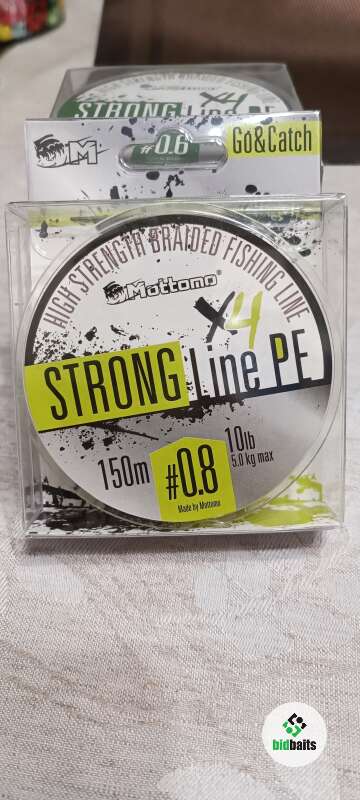 STRONG Line PE X4
M #0.6 Go&Catch
HIGH STRENGTH BRAIDED FISHING LINE
Mottomo®
X4
STRONG Line PE
150m #0.8 10lb
5.0 kg max
Made by Mottomo
bidbaits